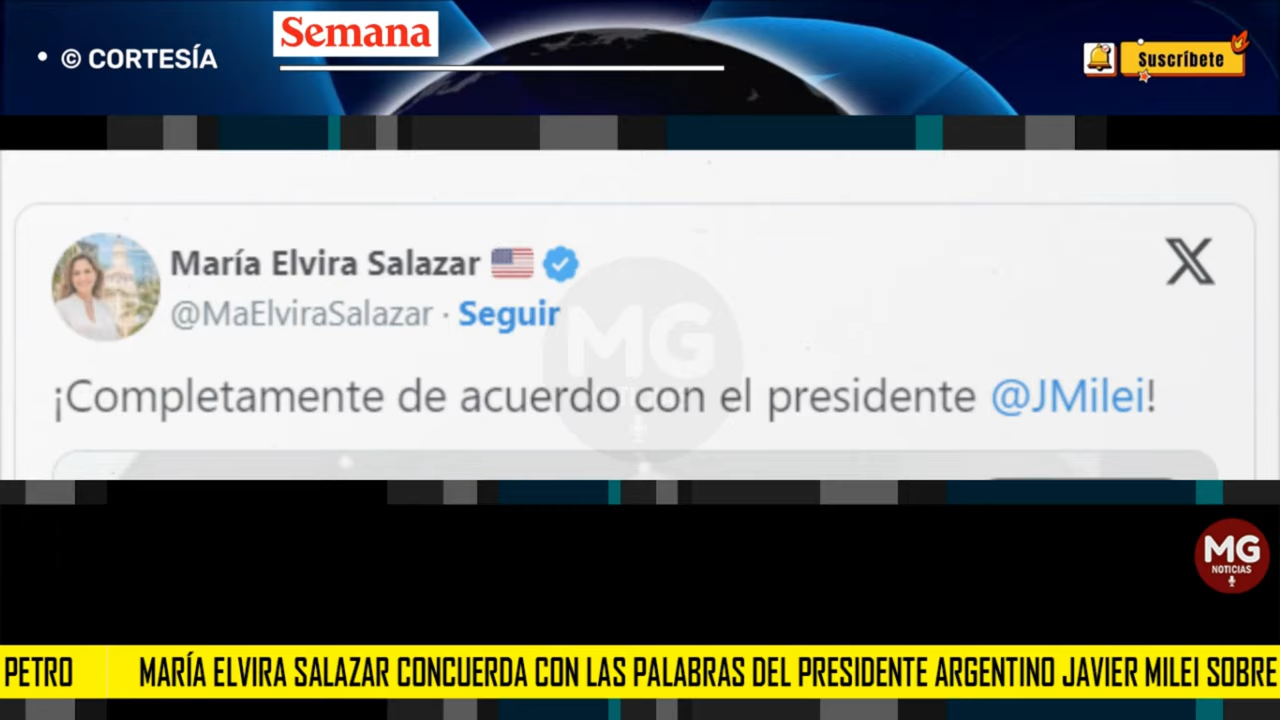 • © CORTESÍA
Semana
Suscríbete
María Elvira Salazar
@MaElviraSalazar · Seguir
¡Completamente de acuerdo con el presidente @JMilei!
MG
MG
NOTICIAS
PETRO MARÍA ELVIRA SALAZAR CONCUERDA CON LAS PALABRAS DEL PRESIDENTE ARGENTINO JAVIER MILEI SOBRE